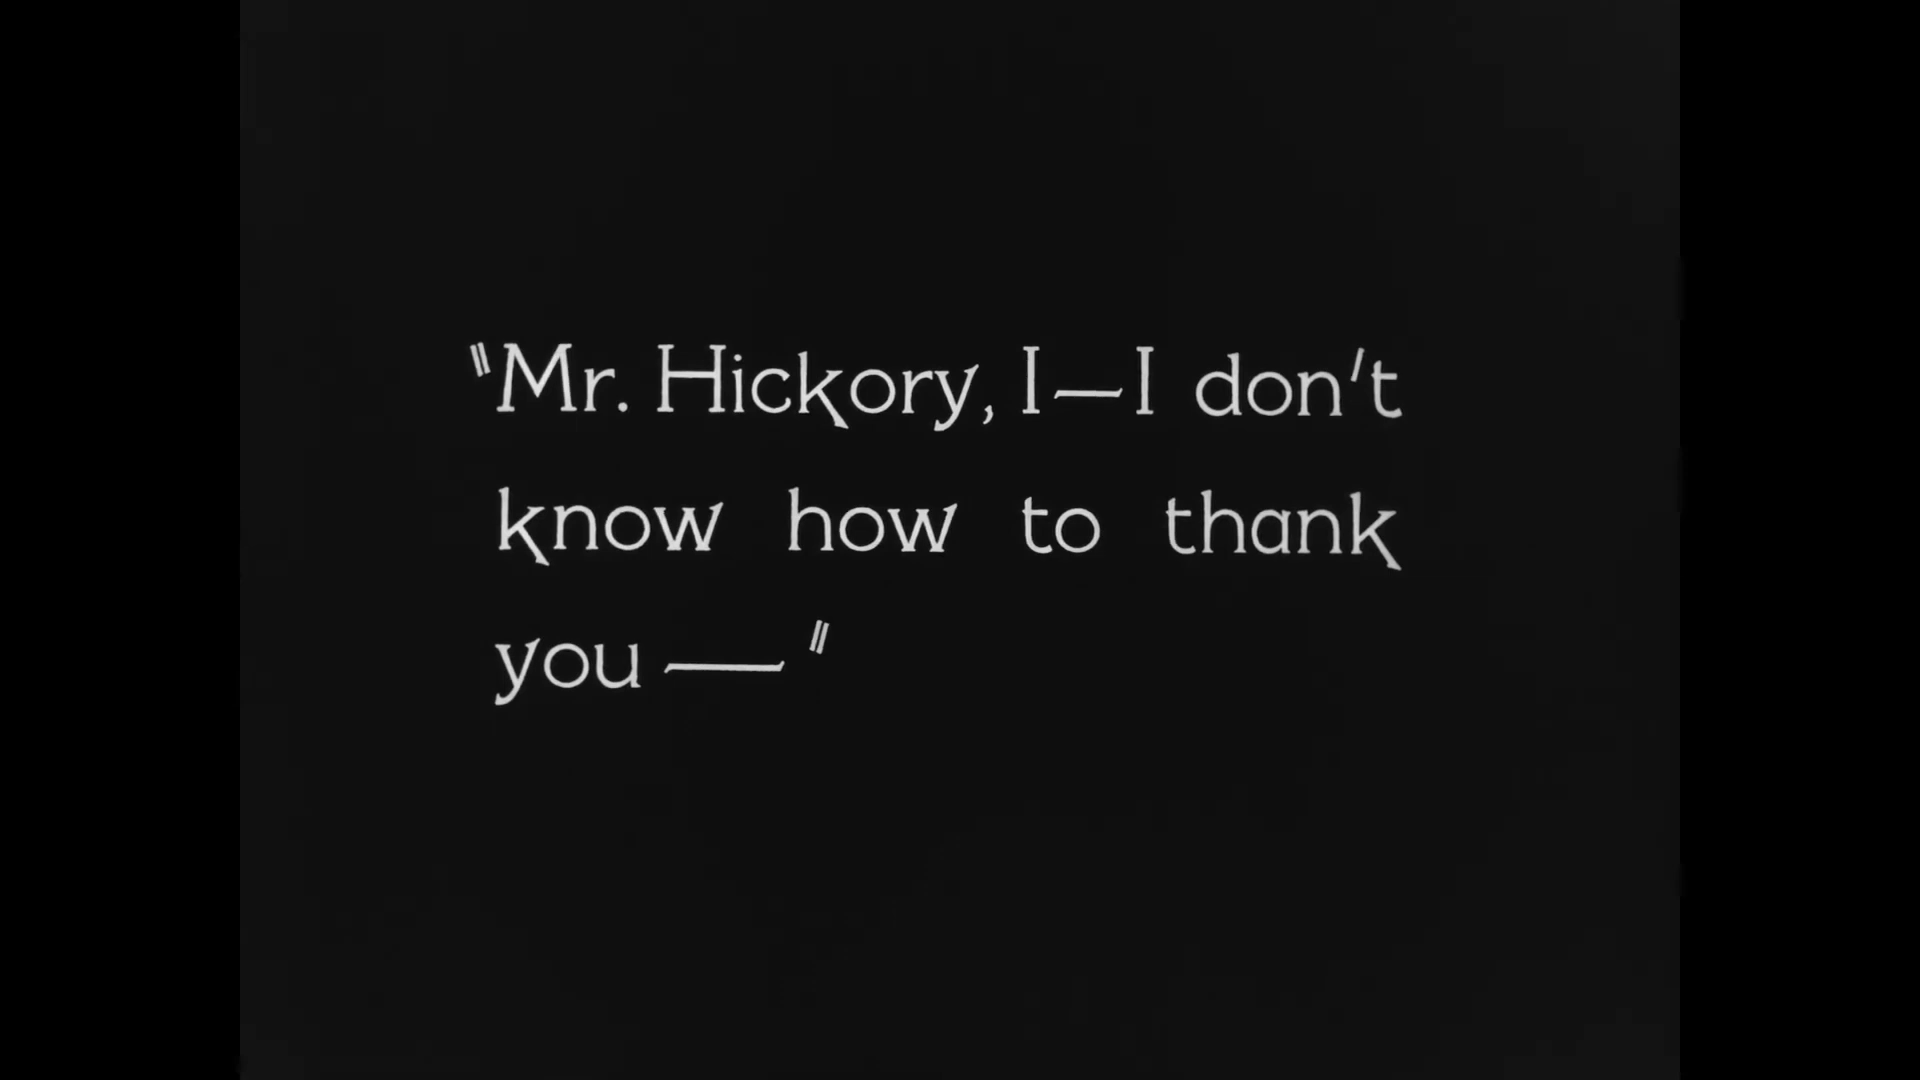 "Mr. Hickory, I—I don't
know how to thank
you — "